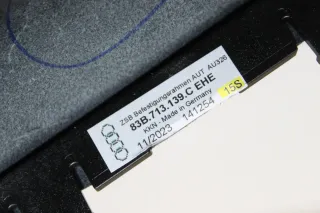 ZSB Befestigungsrahmen AUT AU326
83B.713.139.C EHE
KKN - Made in Germany
11/2023 141254 15S